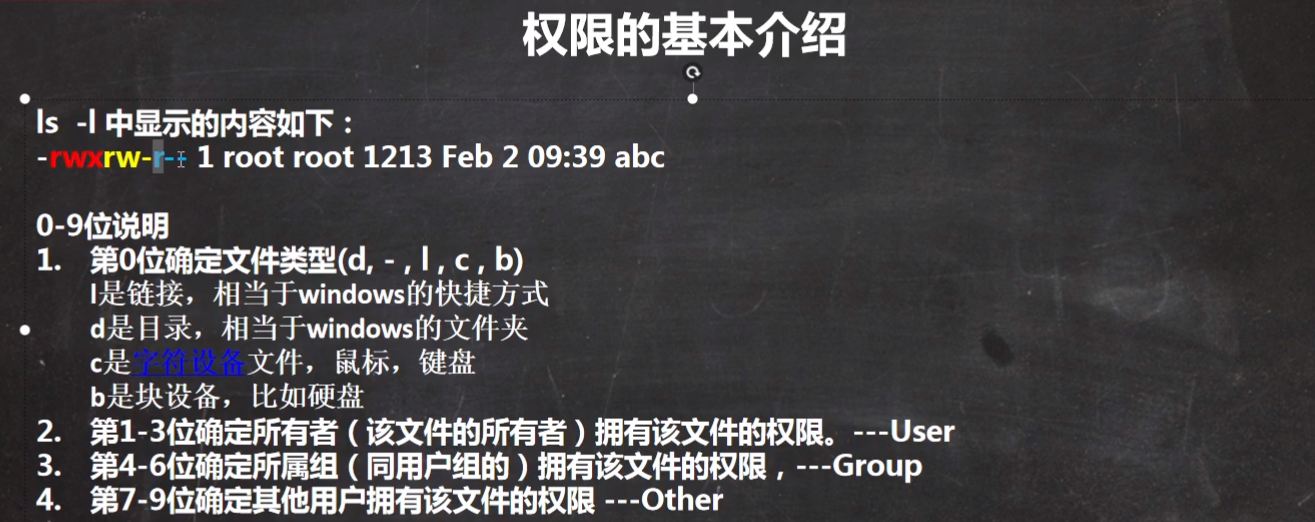 权限的基本介绍
ls -l 中显示的内容如下：
-rwxrw-r-- 1 root root 1213 Feb 2 09:39 abc
0-9位说明
1. 第0位确定文件类型(d, - , l , c , b)
l是链接，相当于windows的快捷方式
d是目录，相当于windows的文件夹
c是字符设备文件，鼠标，键盘
b是块设备，比如硬盘
2. 第1-3位确定所有者（该文件的所有者）拥有该文件的权限。---User
3. 第4-6位确定所属组（同用户组的）拥有该文件的权限，---Group
4. 第7-9位确定其他用户拥有该文件的权限 ---Other